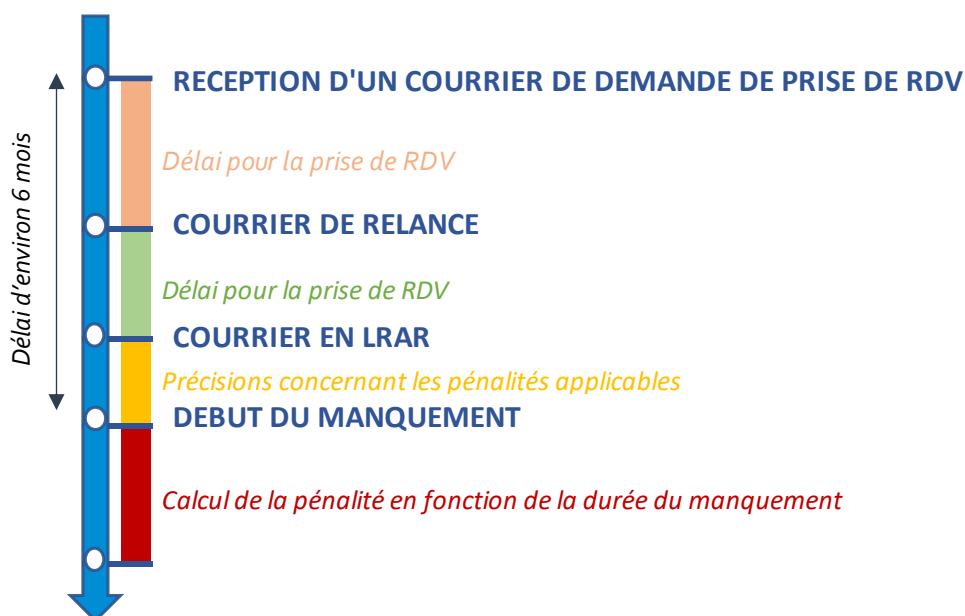 RECEPTION D'UN COURRIER DE DEMANDE DE PRISE DE RDV
Délai pour la prise de RDV
COURRIER DE RELANCE
Délai d'environ 6 mois
Délai pour la prise de RDV
COURRIER EN LRAR
Précisions concernant les pénalités applicables
DEBUT DU MANQUEMENT
Calcul de la pénalité en fonction de la durée du manquement